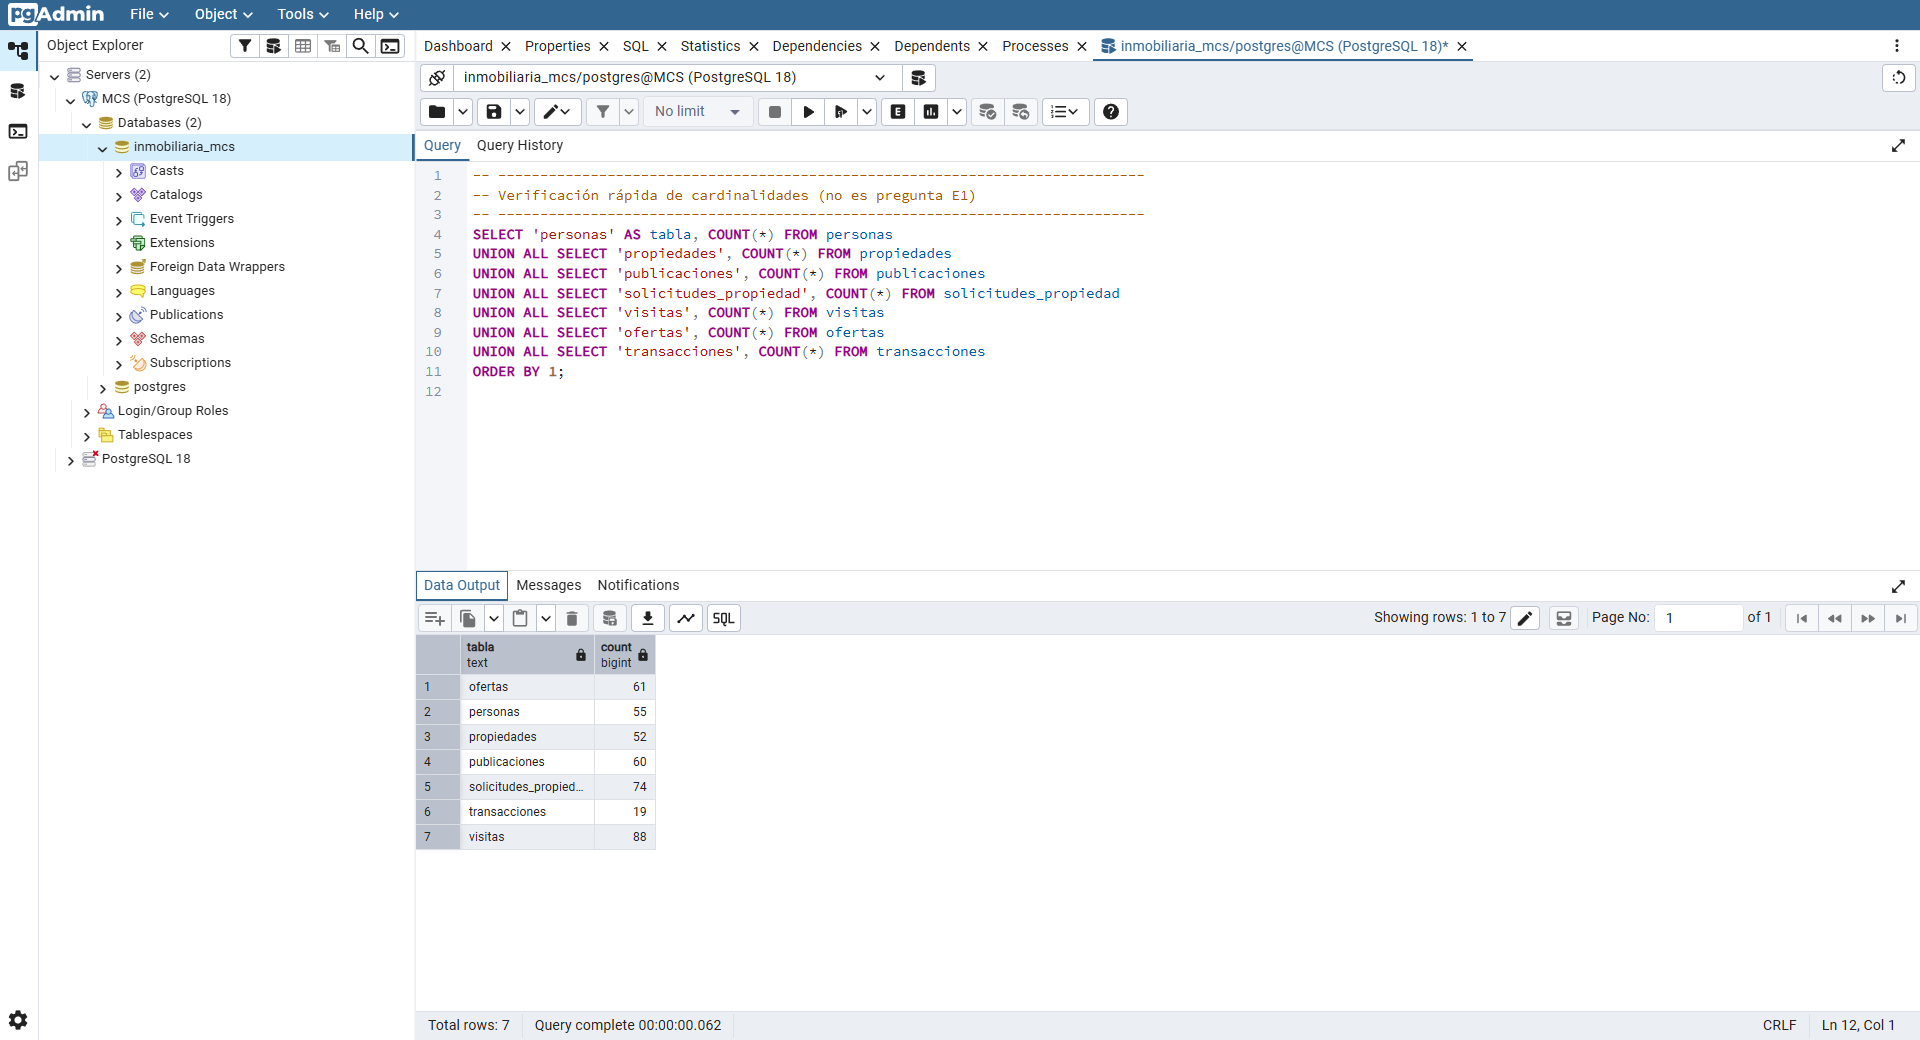 pgAdmin File Object Tools Help
Object Explorer
Dashboard Properties SQL Statistics Dependencies Dependents Processes inmobiliaria_mcs/postgres@MCS (PostgreSQL 18)*
Servers (2)
MCS (PostgreSQL 18)
Databases (2)
inmobiliaria_mcs
Casts
Catalogs
Event Triggers
Extensions
Foreign Data Wrappers
Languages
Publications
Schemas
Subscriptions
postgres
Login/Group Roles
Tablespaces
PostgreSQL 18
inmobiliaria_mcs/postgres@MCS (PostgreSQL 18)
No limit
E
Query Query History
1 -- -----------------------------------------------------------------------------
2 -- Verificación rápida de cardinalidades (no es pregunta E1)
3 -- -----------------------------------------------------------------------------
4 SELECT 'personas' AS tabla, COUNT(*) FROM personas
5 UNION ALL SELECT 'propiedades', COUNT(*) FROM propiedades
6 UNION ALL SELECT 'publicaciones', COUNT(*) FROM publicaciones
7 UNION ALL SELECT 'solicitudes_propiedad', COUNT(*) FROM solicitudes_propiedad
8 UNION ALL SELECT 'visitas', COUNT(*) FROM visitas
9 UNION ALL SELECT 'ofertas', COUNT(*) FROM ofertas
10 UNION ALL SELECT 'transacciones', COUNT(*) FROM transacciones
11 ORDER BY 1;
12
Data Output Messages Notifications
SQL Showing rows: 1 to 7 Page No: 1 of 1
tabla count
text bigint
1 ofertas 61
2 personas 55
3 propiedades 52
4 publicaciones 60
5 solicitudes_propied... 74
6 transacciones 19
7 visitas 88
Total rows: 7 Query complete 00:00:00.062 CRLF Ln 12, Col 1